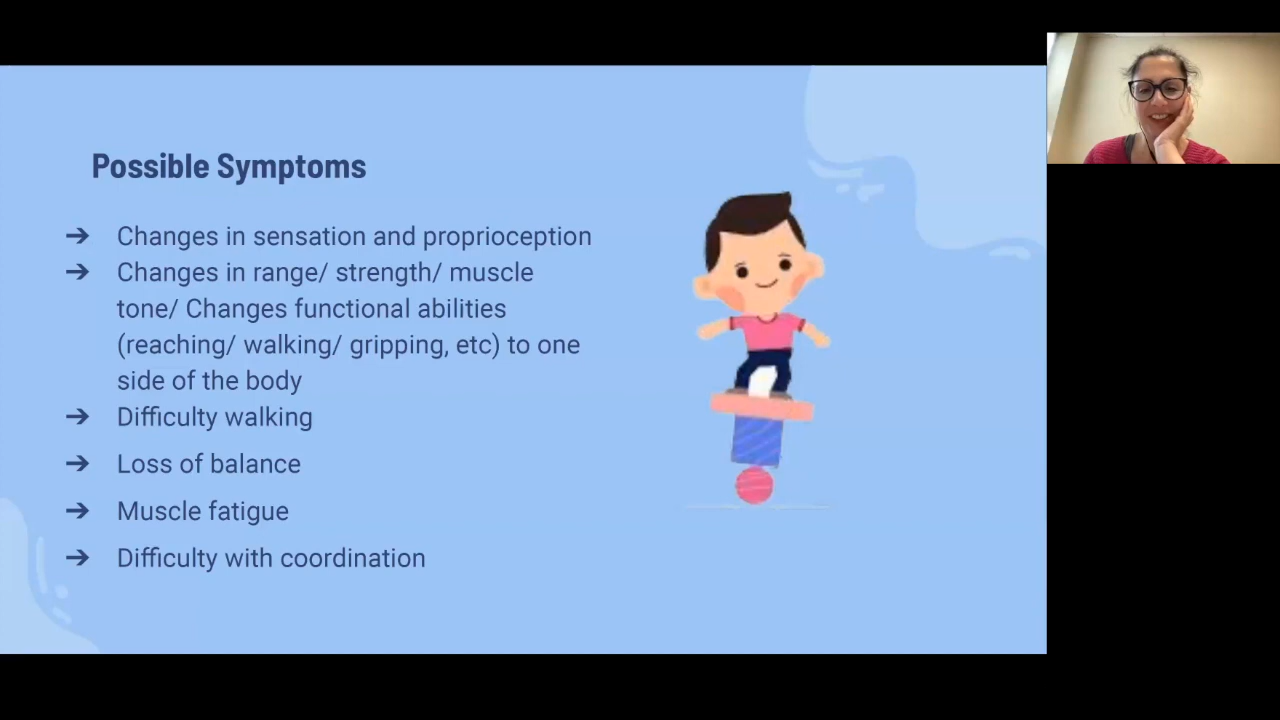 Possible Symptoms
➔ Changes in sensation and proprioception
➔ Changes in range/ strength/ muscle
tone/ Changes functional abilities
(reaching/ walking/ gripping, etc) to one
side of the body
➔ Difficulty walking
➔ Loss of balance
➔ Muscle fatigue
➔ Difficulty with coordination